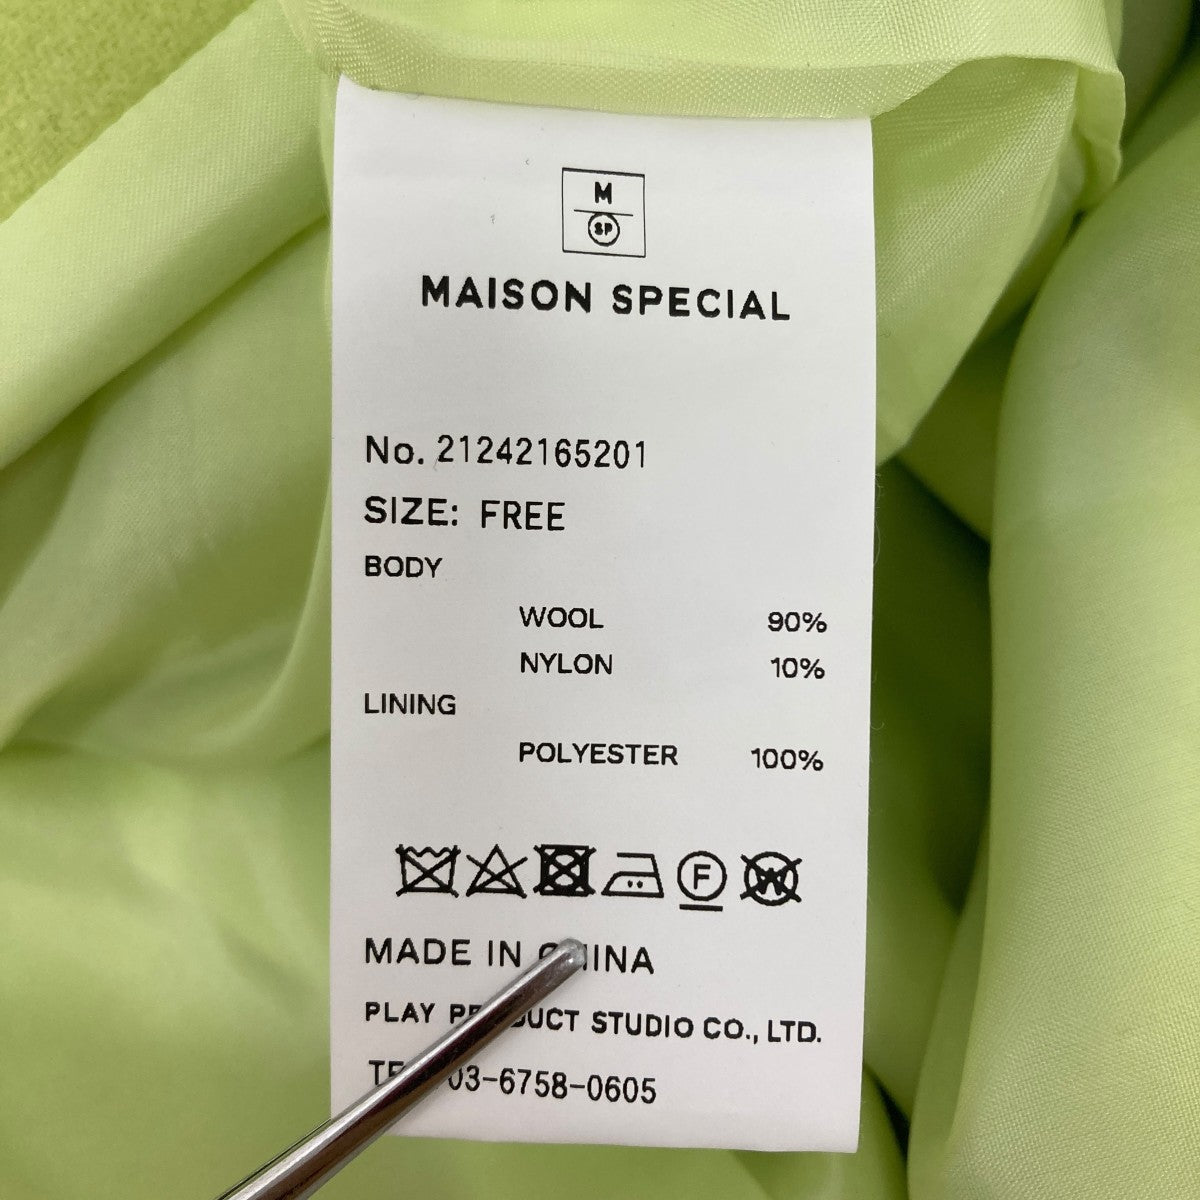 M
SP
MAISON SPECIAL
No. 21242165201
SIZE: FREE
BODY
WOOL 90%
NYLON 10%
LINING
POLYESTER 100%
F
W
MADE IN CHINA
PLAY PRODUCT STUDIO CO., LTD.
03-6758-0605